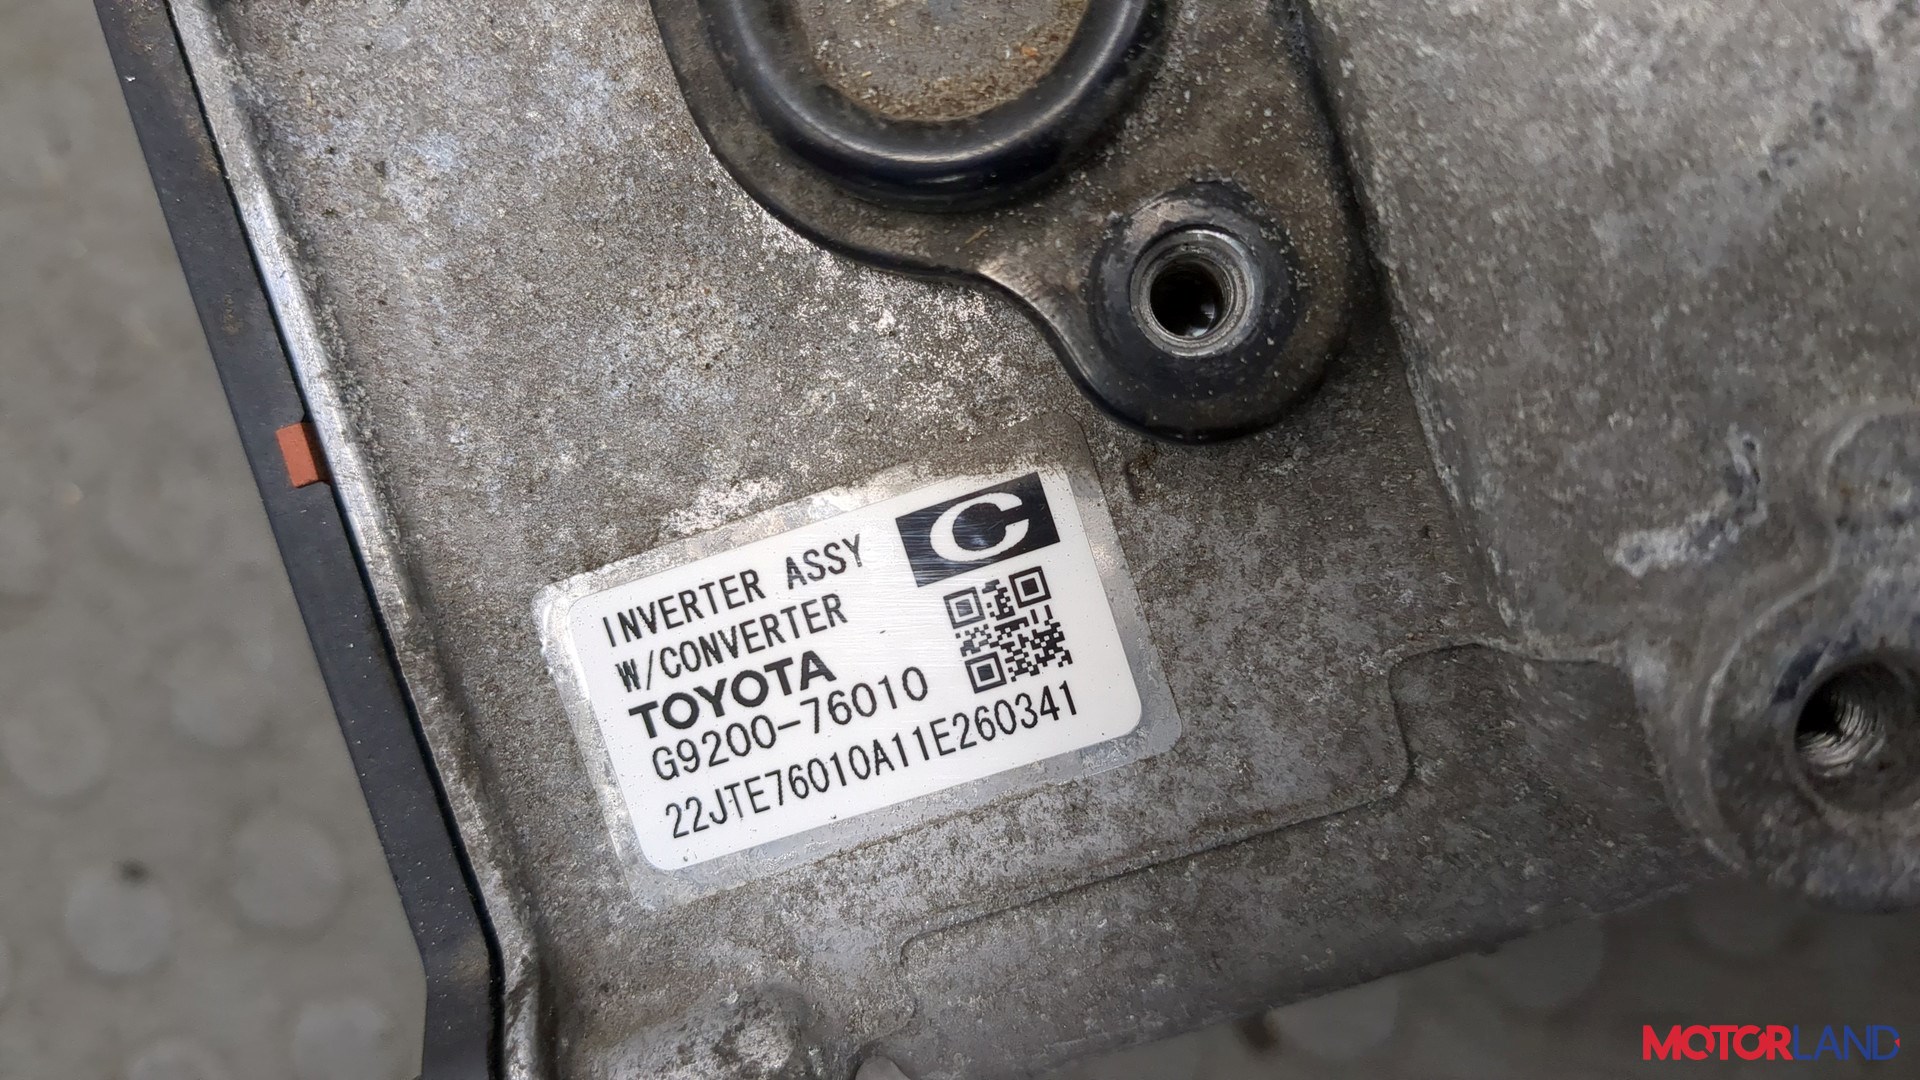 C
INVERTER ASSY
W/CONVERTER
TOYOTA
G9200-76010
22JTE76010A11E260341
MOTORLAND